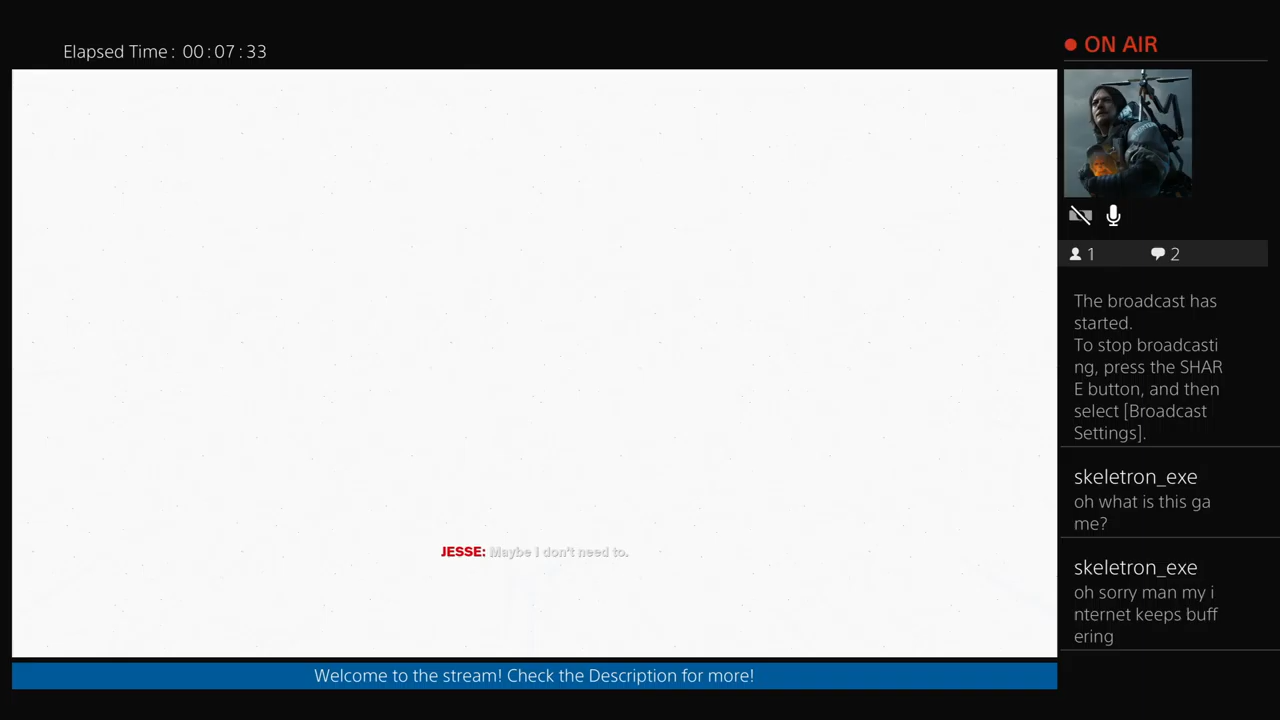 Elapsed Time: 00:07:33
ON AIR
1 2
The broadcast has
started.
To stop broadcasti
ng, press the SHAR
E button, and then
select [Broadcast
Settings].
skeletron_exe
oh what is this ga
me?
skeletron_exe
oh sorry man my i
nternet keeps buff
ering
JESSE: Maybe I don't need to.
Welcome to the stream! Check the Description for more!